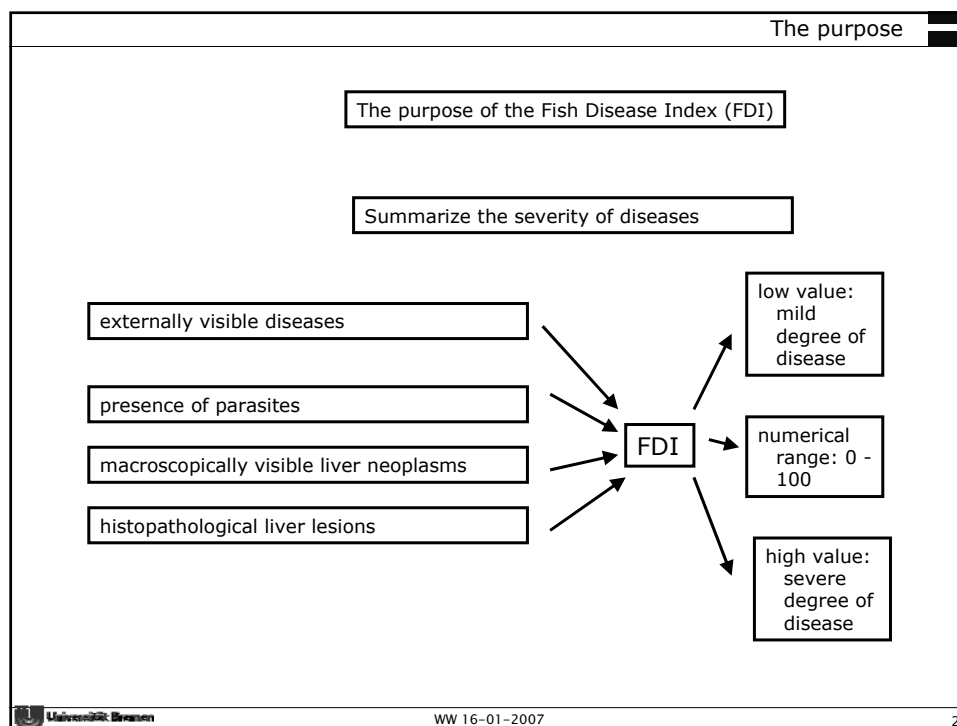 The purpose
The purpose of the Fish Disease Index (FDI)
Summarize the severity of diseases
externally visible diseases
presence of parasites
macroscopically visible liver neoplasms
histopathological liver lesions
FDI
low value:
mild
degree of
disease
numerical
range: 0 -
100
high value:
severe
degree of
disease
Universität Bremen
WW 16-01-2007
2